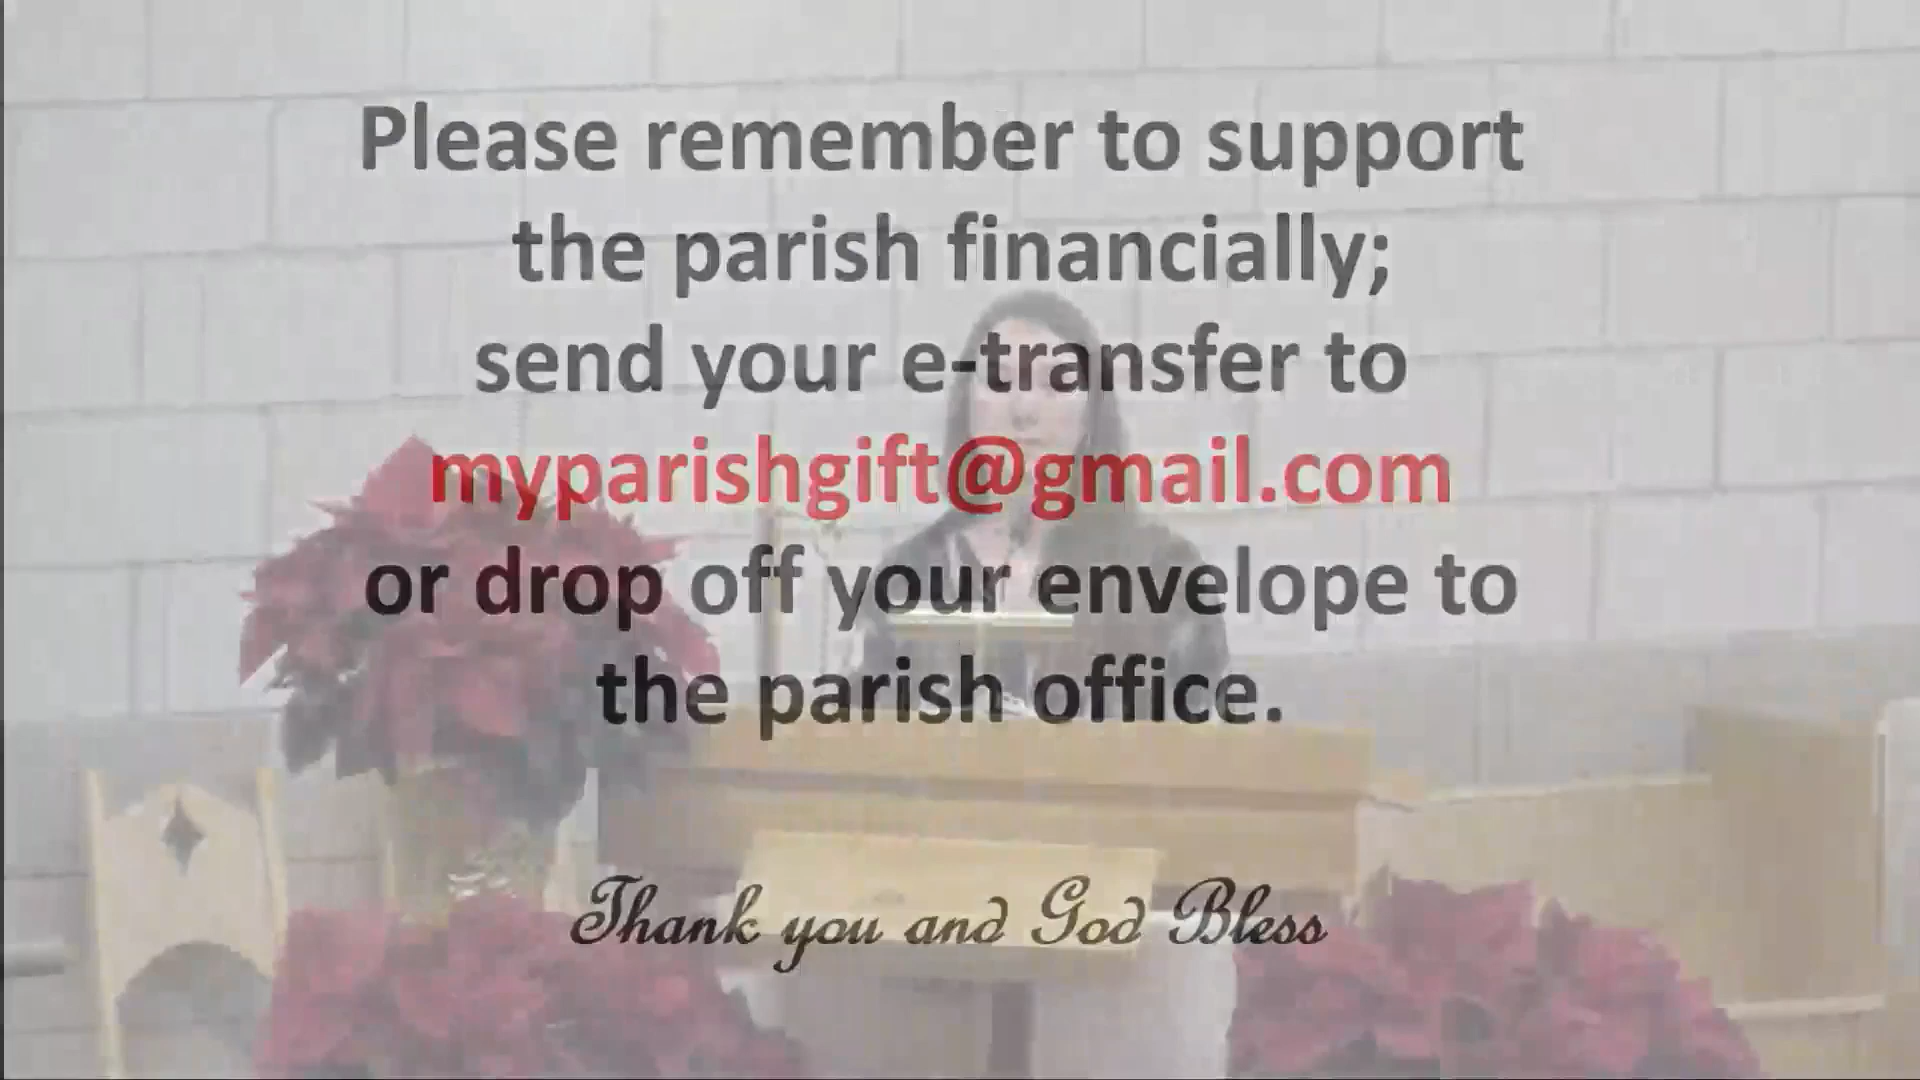 Please remember to support
the parish financially;
send your e-transfer to
myparishgift@gmail.com
or drop off your envelope to
the parish office.
Thank you and God Bless